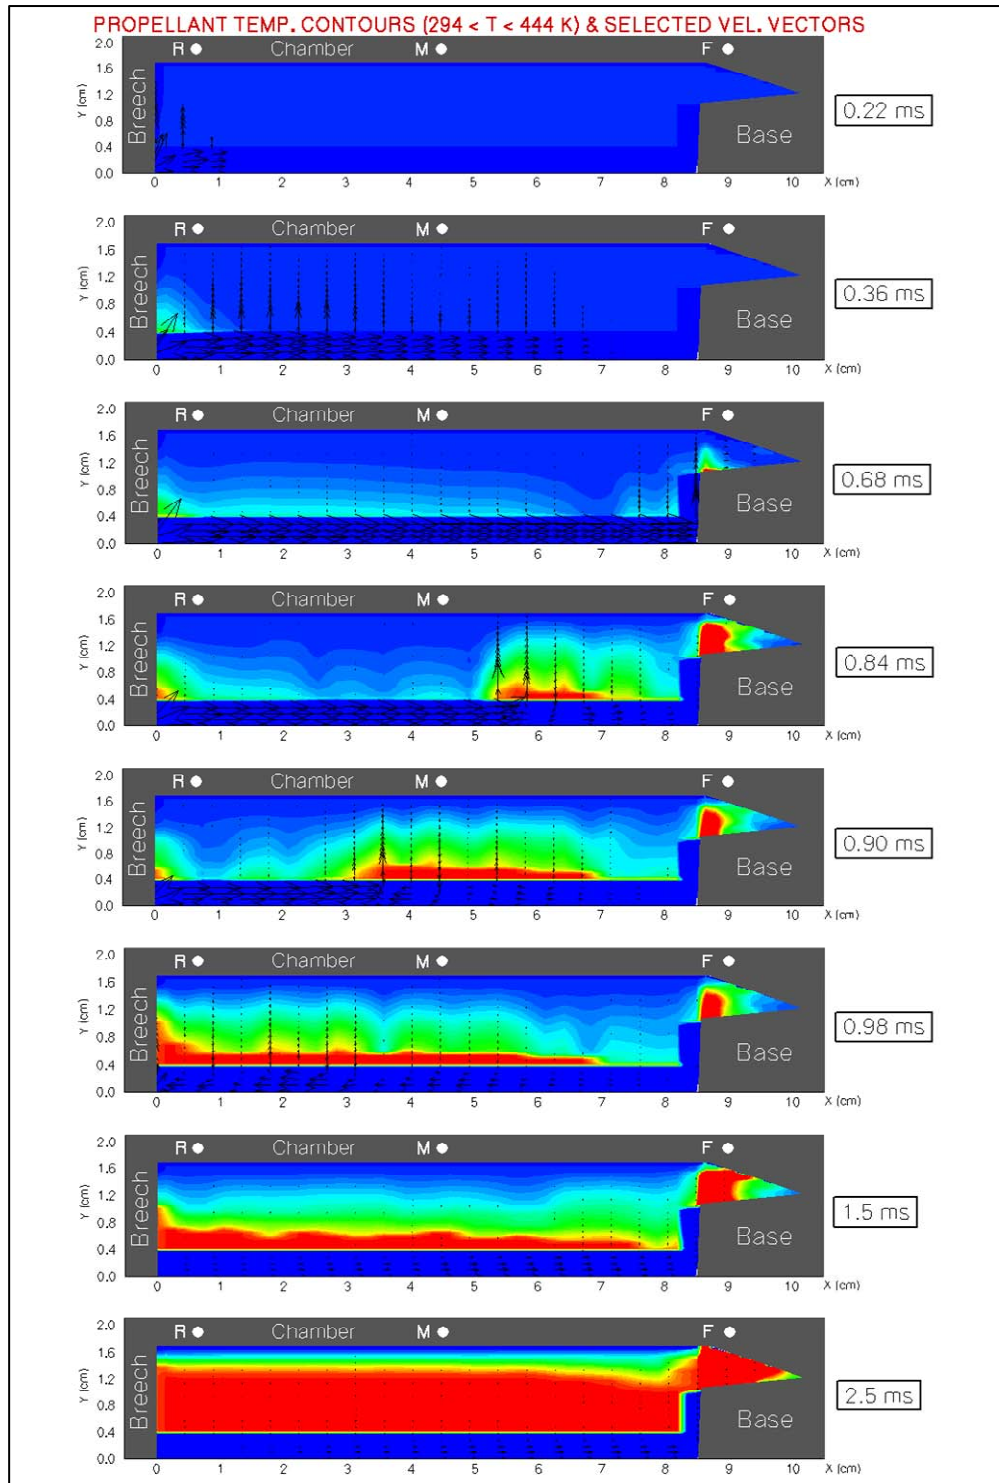 PROPELLANT TEMP. CONTOURS (294 < T < 444 K) & SELECTED VEL. VECTORS
2.0 R Chamber M F
1.6
1.2
0.8
0.4
0.0
Y (cm)
Breech
Base
0.22 ms
0 1 2 3 4 5 6 7 8 9 10 X (cm)
2.0 R Chamber M F
1.6
1.2
0.8
0.4
0.0
Y (cm)
Breech
Base
0.36 ms
0 1 2 3 4 5 6 7 8 9 10 X (cm)
2.0 R Chamber M F
1.6
1.2
0.8
0.4
0.0
Y (cm)
Breech
Base
0.68 ms
0 1 2 3 4 5 6 7 8 9 10 X (cm)
2.0 R Chamber M F
1.6
1.2
0.8
0.4
0.0
Y (cm)
Breech
Base
0.84 ms
0 1 2 3 4 5 6 7 8 9 10 X (cm)
2.0 R Chamber M F
1.6
1.2
0.8
0.4
0.0
Y (cm)
Breech
Base
0.90 ms
0 1 2 3 4 5 6 7 8 9 10 X (cm)
2.0 R Chamber M F
1.6
1.2
0.8
0.4
0.0
Y (cm)
Breech
Base
0.98 ms
0 1 2 3 4 5 6 7 8 9 10 X (cm)
2.0 R Chamber M F
1.6
1.2
0.8
0.4
0.0
Y (cm)
Breech
Base
1.5 ms
0 1 2 3 4 5 6 7 8 9 10 X (cm)
2.0 R Chamber M F
1.6
1.2
0.8
0.4
0.0
Y (cm)
Breech
Base
2.5 ms
0 1 2 3 4 5 6 7 8 9 10 X (cm)